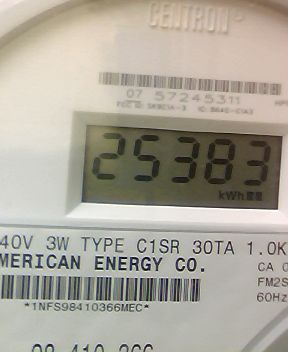 CENTRON
07 57245311
25383
kWh
40V 3W TYPE C1SR 30TA 1.0K
MERICAN ENERGY CO.
CA 0
FM2S
60Hz
*1NFS98410366MEC*